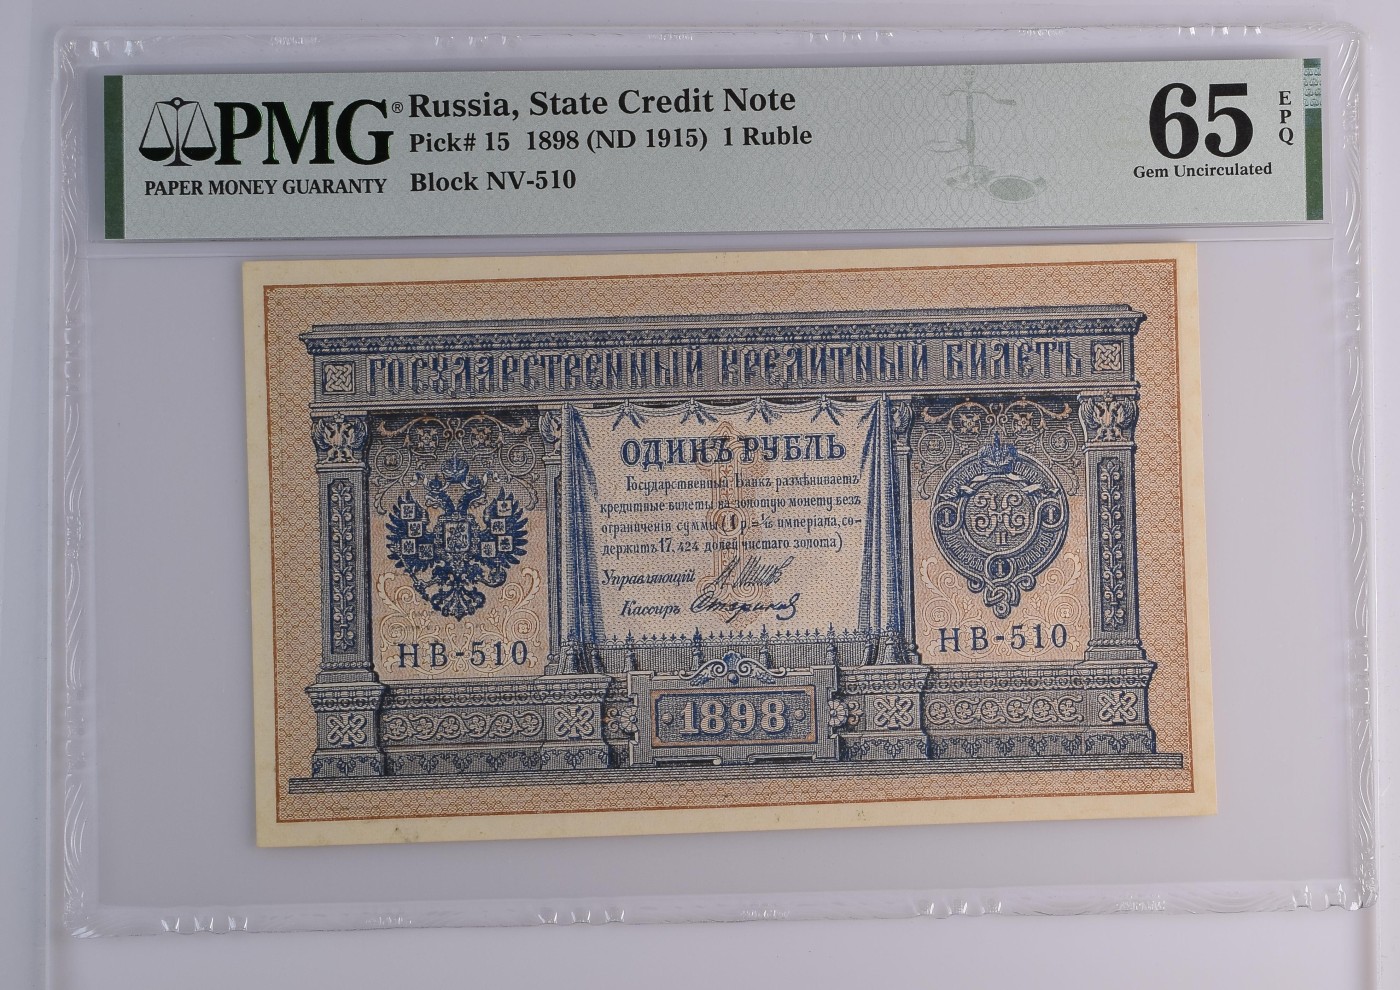 PMG®
PAPER MONEY GUARANTY
Russia, State Credit Note
Pick# 15 1898 (ND 1915) 1 Ruble
Block NV-510
65
EPQ
Gem Uncirculated
ГОСУДАРСТВЕННЫЙ КРЕДИТНЫЙ БИЛЕТЪ
ОДИНЪ РУБЛЬ
Государственный Банкъ размѣниваетъ
кредитные билеты на золотую монету безъ
ограниченія суммы (1 р.=1/15 имперіала, со-
держитъ 17,424 долей чистаго золота)
Управляющій
Кассиръ
НВ-510
НВ-510
1898